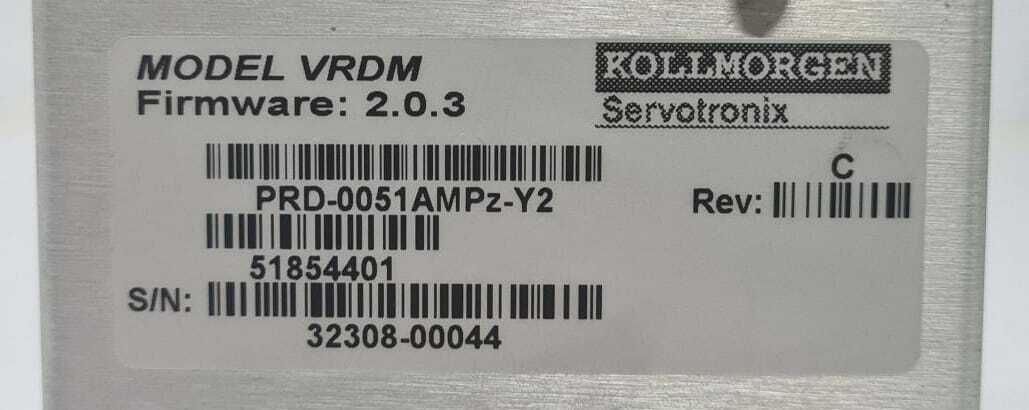 MODEL VRDM
Firmware: 2.0.3
KOLLMORGEN
Servotronix
PRD-0051AMPz-Y2
C
Rev:
51854401
S/N:
32308-00044